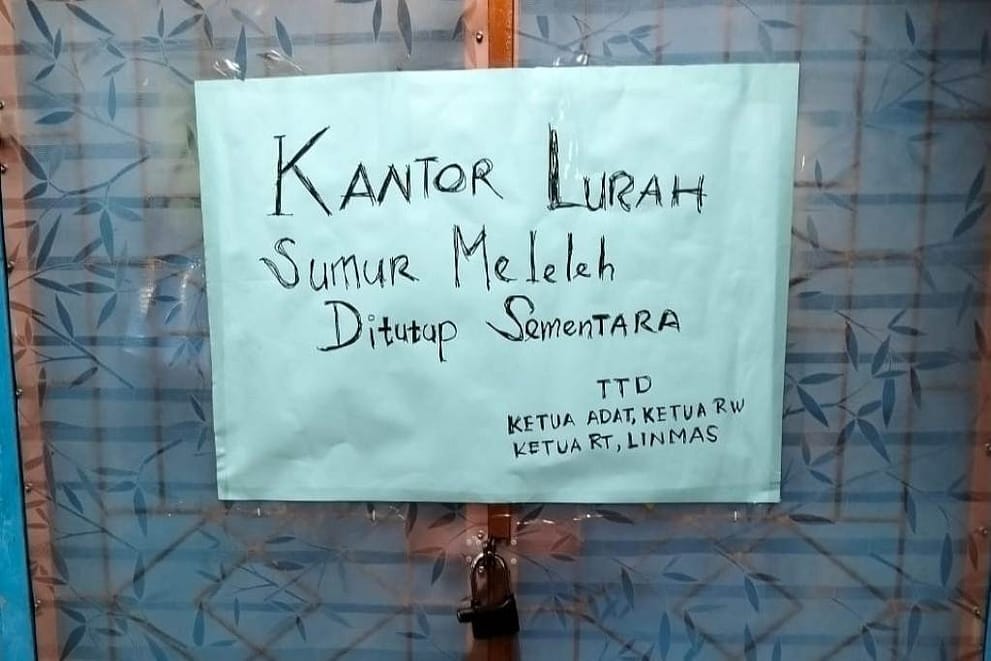 KANTOR LURAH
Sumur Meleleh
Ditutup SemenTARA
TTD
KETUA ADAT, KETUA RW
KETUA RT, LINMAS